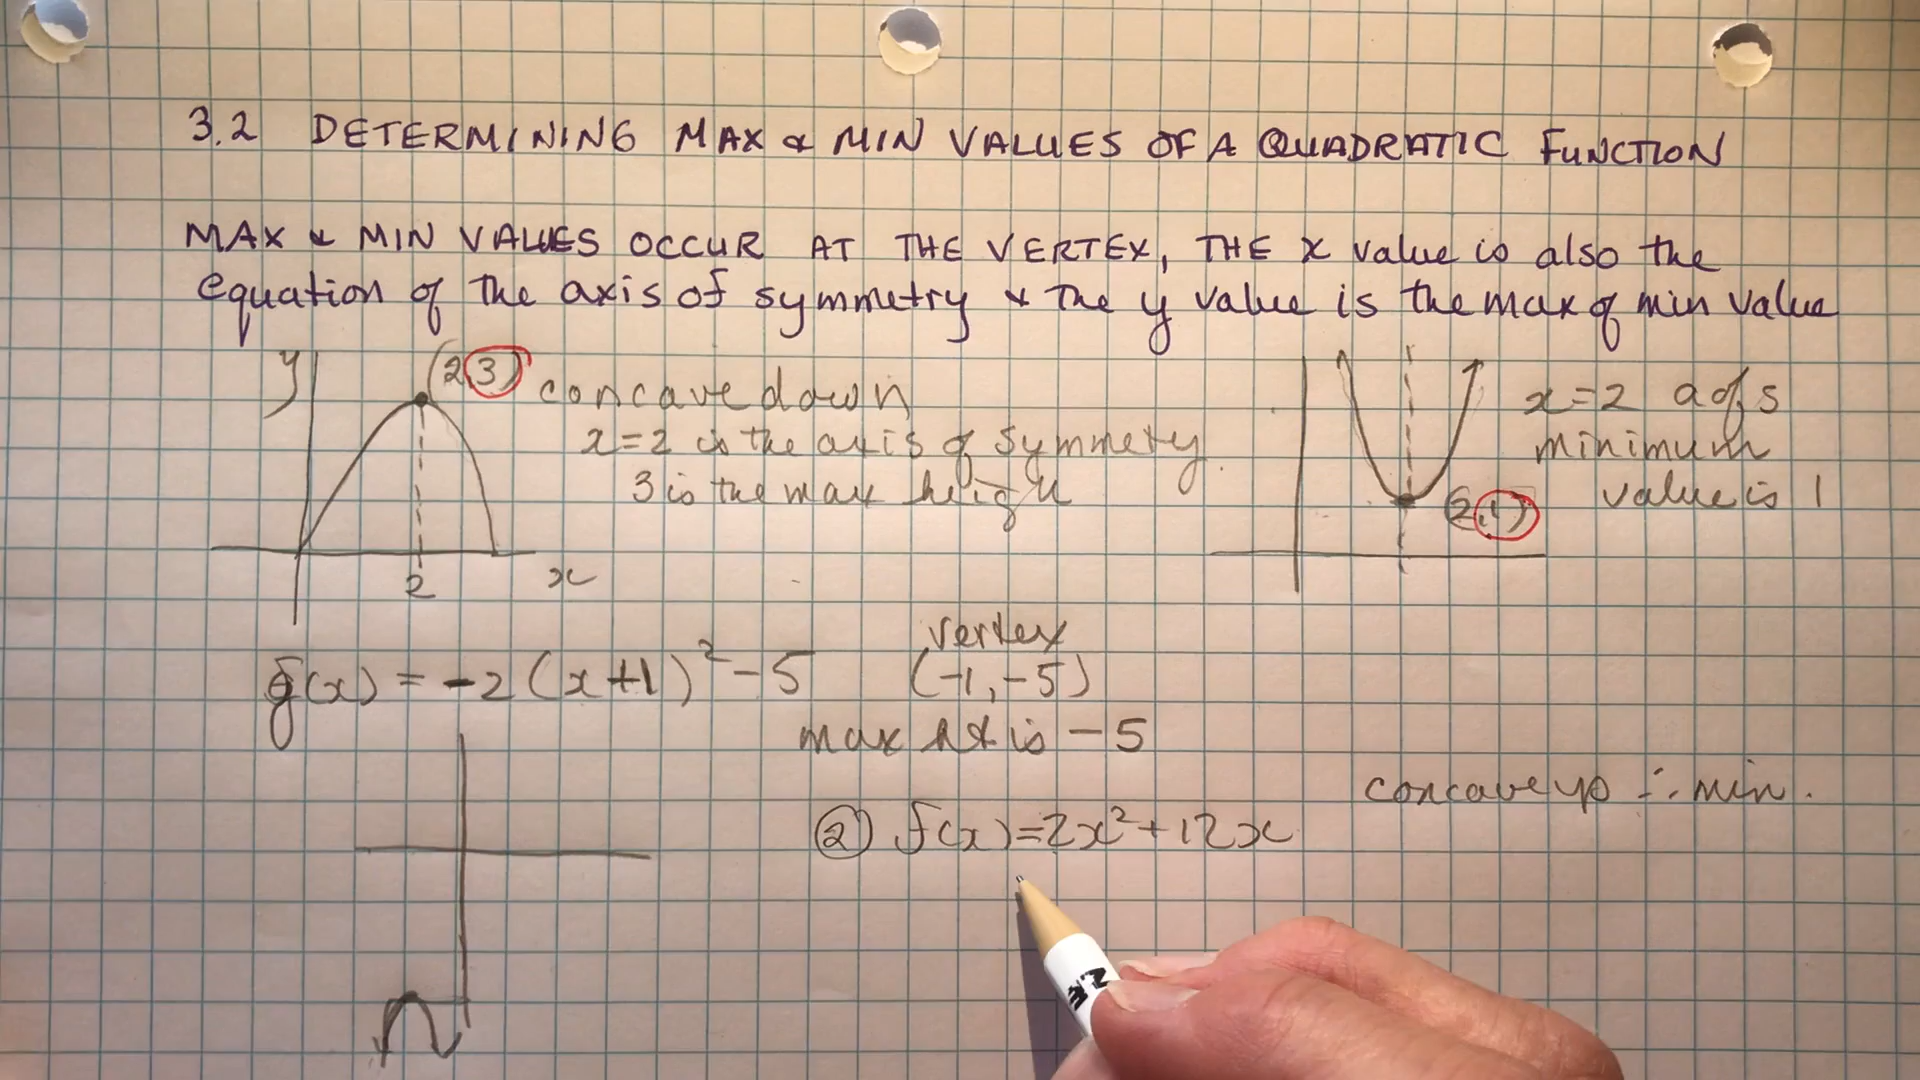 3.2 DETERMINING MAX & MIN VALUES OF A QUADRATIC FUNCTION
MAX & MIN VALUES OCCUR AT THE VERTEX, THE x value is also the
equation of the axis of symmetry & the y value is the max of min value
y
(2,3) concave down
x=2 is the axis of symmetry
3 is the max height
2 x
x=2 a of s
minimum
value is 1
(2,1)
g(x) = -2(x+1)² - 5
vertex
(-1,-5)
max ht is -5
concave up ∴ min.
② f(x)=2x²+12x